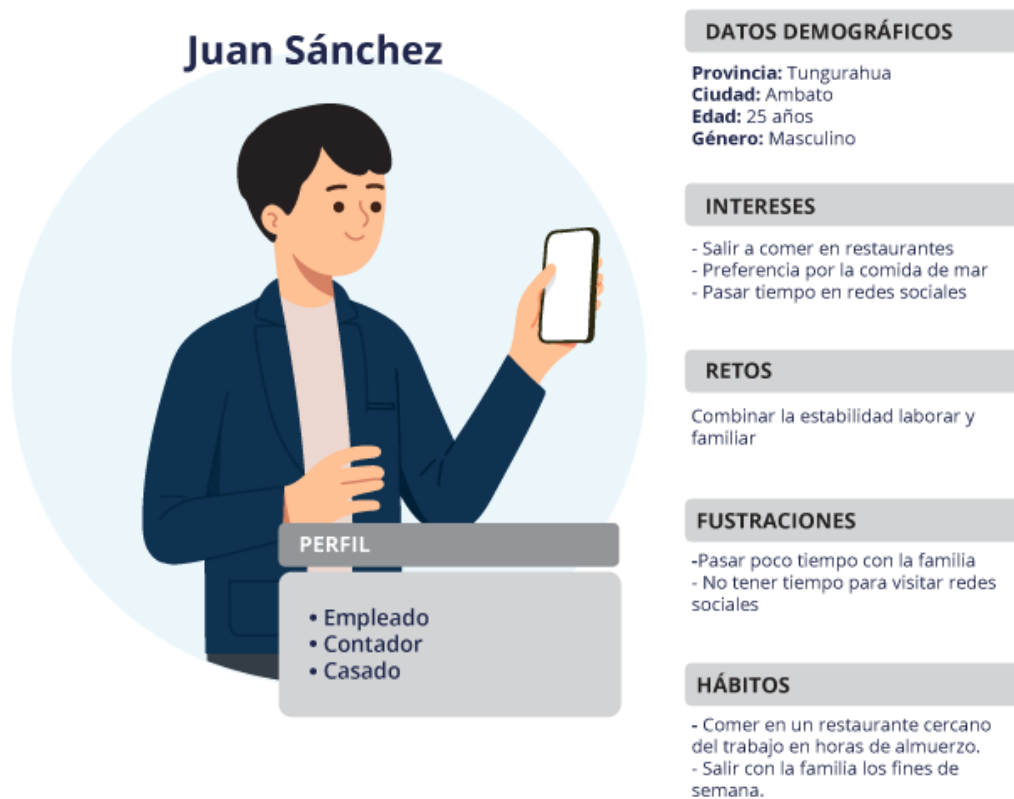 Juan Sánchez
PERFIL
• Empleado
• Contador
• Casado
DATOS DEMOGRÁFICOS
Provincia: Tungurahua
Ciudad: Ambato
Edad: 25 años
Género: Masculino
INTERESES
- Salir a comer en restaurantes
- Preferencia por la comida de mar
- Pasar tiempo en redes sociales
RETOS
Combinar la estabilidad laborar y
familiar
FUSTRACIONES
-Pasar poco tiempo con la familia
- No tener tiempo para visitar redes
sociales
HÁBITOS
- Comer en un restaurante cercano
del trabajo en horas de almuerzo.
- Salir con la familia los fines de
semana.